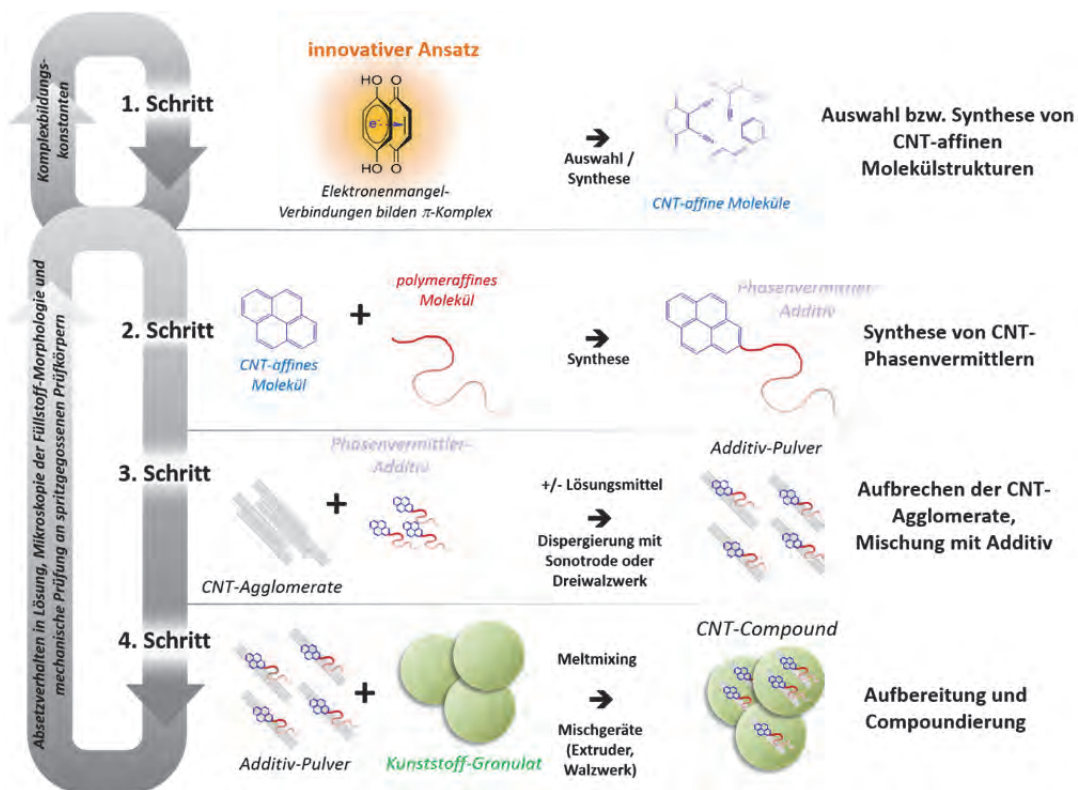 Komplexbildungs-
konstanten
1. Schritt
innovativer Ansatz
HO
O
e⁻
HO
O
Elektronenmangel-
Verbindungen bilden π-Komplex
➔
Auswahl /
Synthese
CNT-affine Moleküle
Auswahl bzw. Synthese von
CNT-affinen
Molekülstrukturen
Absetzverhalten in Lösung, Mikroskopie der Füllstoff-Morphologie und
mechanische Prüfung an spritzgegossenen Prüfkörpern
2. Schritt
CNT-affines
Molekül
+
polymeraffines
Molekül
➔
Synthese
Phasenvermittler-
Additiv
Synthese von CNT-
Phasenvermittlern
3. Schritt
CNT-Agglomerate
+
Phasenvermittler-
Additiv
+/- Lösungsmittel
➔
Dispergierung mit
Sonotrode oder
Dreiwalzwerk
Additiv-Pulver
Aufbrechen der CNT-
Agglomerate,
Mischung mit Additiv
4. Schritt
Additiv-Pulver
+
Kunststoff-Granulat
Meltmixing
➔
Mischgeräte
(Extruder,
Walzwerk)
CNT-Compound
Aufbereitung und
Compoundierung